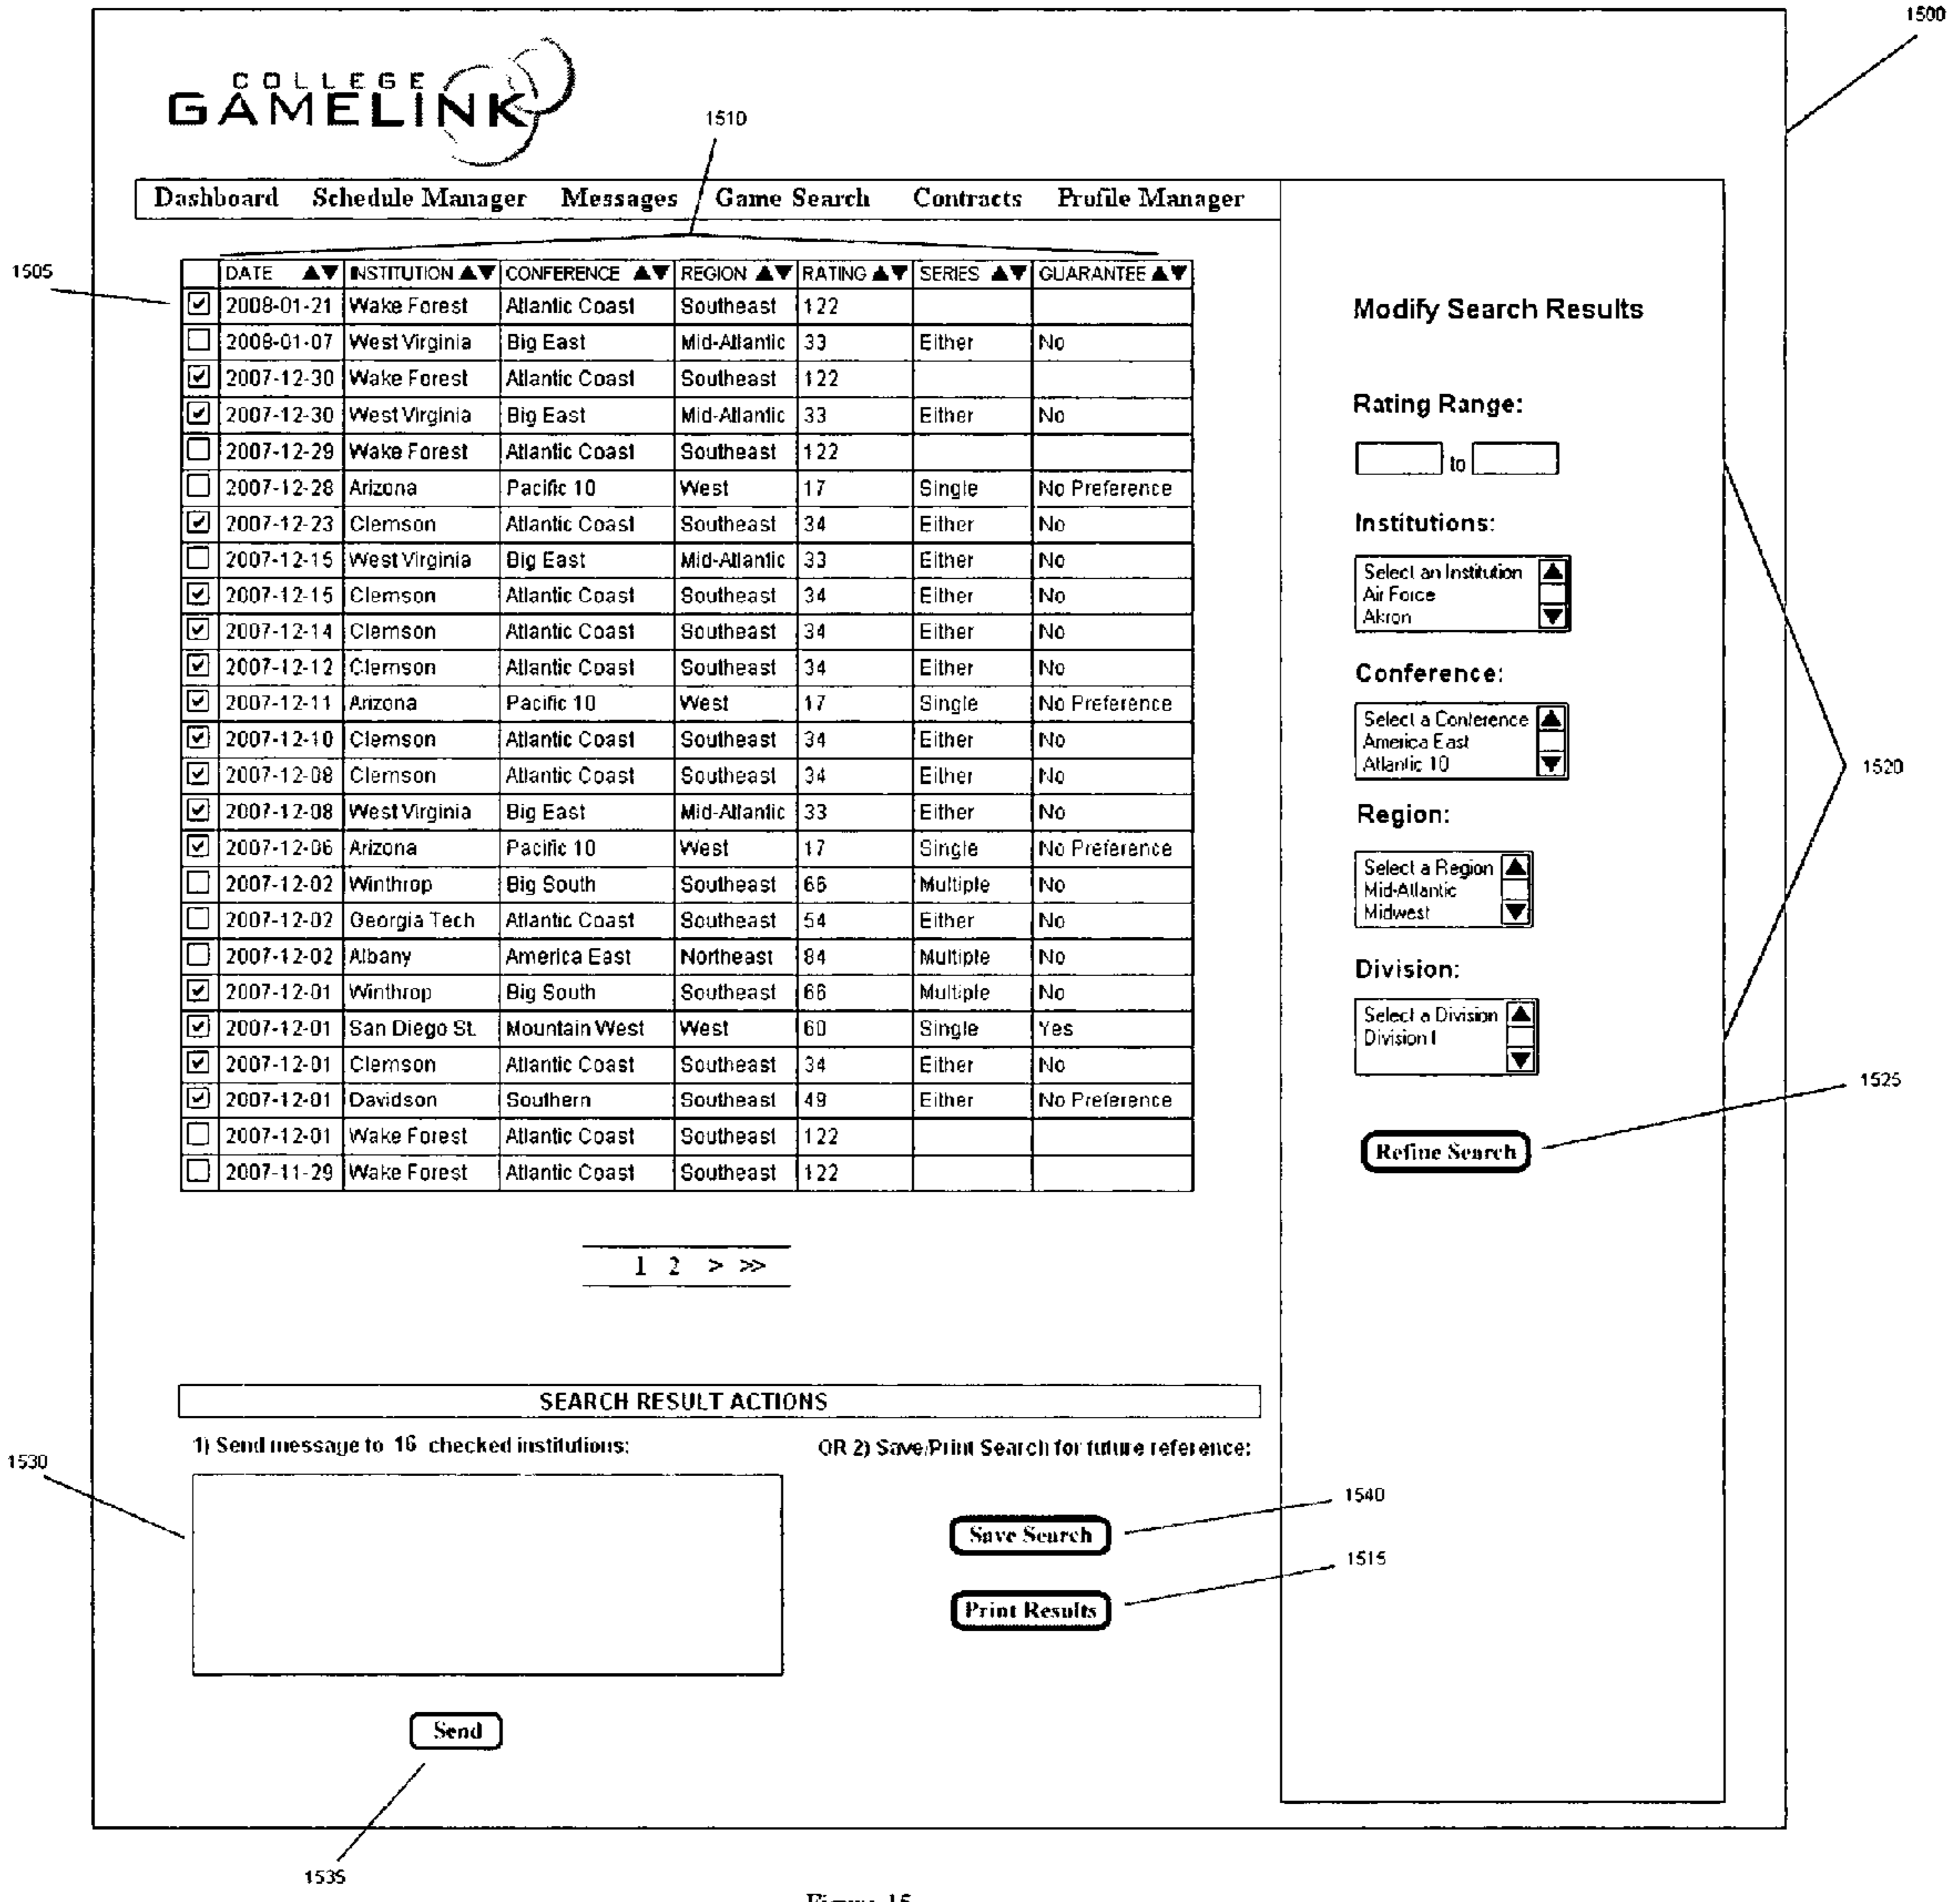 1500
COLLEGE
GAMELINK
1510
Dashboard Schedule Manager Messages Game Search Contracts Profile Manager
1505
DATE ▲▼ INSTITUTION ▲▼ CONFERENCE ▲▼ REGION ▲▼ RATING ▲▼ SERIES ▲▼ GUARANTEE ▲▼
2008-01-21 Wake Forest Atlantic Coast Southeast 122
2008-01-07 West Virginia Big East Mid-Atlantic 33 Either No
2007-12-30 Wake Forest Atlantic Coast Southeast 122
2007-12-30 West Virginia Big East Mid-Atlantic 33 Either No
2007-12-29 Wake Forest Atlantic Coast Southeast 122
2007-12-28 Arizona Pacific 10 West 17 Single No Preference
2007-12-23 Clemson Atlantic Coast Southeast 34 Either No
2007-12-15 West Virginia Big East Mid-Atlantic 33 Either No
2007-12-15 Clemson Atlantic Coast Southeast 34 Either No
2007-12-14 Clemson Atlantic Coast Southeast 34 Either No
2007-12-12 Clemson Atlantic Coast Southeast 34 Either No
2007-12-11 Arizona Pacific 10 West 17 Single No Preference
2007-12-10 Clemson Atlantic Coast Southeast 34 Either No
2007-12-08 Clemson Atlantic Coast Southeast 34 Either No
2007-12-08 West Virginia Big East Mid-Atlantic 33 Either No
2007-12-06 Arizona Pacific 10 West 17 Single No Preference
2007-12-02 Winthrop Big South Southeast 66 Multiple No
2007-12-02 Georgia Tech Atlantic Coast Southeast 54 Either No
2007-12-02 Albany America East Northeast 84 Multiple No
2007-12-01 Winthrop Big South Southeast 66 Multiple No
2007-12-01 San Diego St. Mountain West West 60 Single Yes
2007-12-01 Clemson Atlantic Coast Southeast 34 Either No
2007-12-01 Davidson Southern Southeast 49 Either No Preference
2007-12-01 Wake Forest Atlantic Coast Southeast 122
2007-11-29 Wake Forest Atlantic Coast Southeast 122
1 2 > >>
Modify Search Results
Rating Range:
to
Institutions:
Select an Institution
Air Force
Akron
Conference:
Select a Conference
America East
Atlantic 10
1520
Region:
Select a Region
Mid-Atlantic
Midwest
Division:
Select a Division
Division I
1525
Refine Search
SEARCH RESULT ACTIONS
1) Send message to 16 checked institutions:
OR 2) Save/Print Search for future reference:
1530
1540
Save Search
1515
Print Results
Send
1535
Figure 15